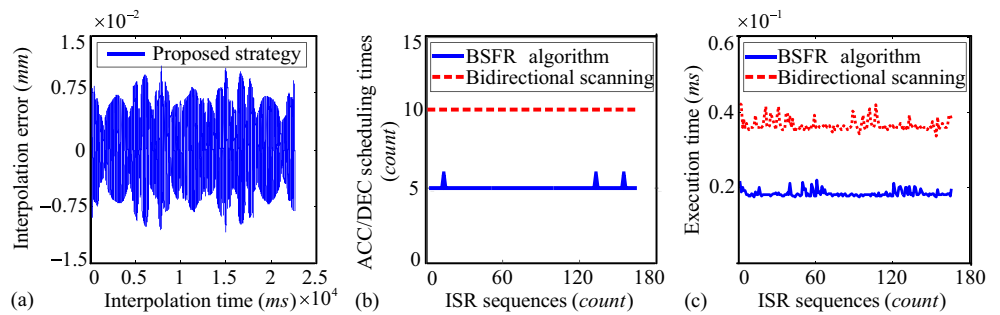 (a)
×10⁻²
Interpolation error (mm)
1.5
0.75
0
−0.75
−1.5
Proposed strategy
0 0.5 1.0 1.5 2.0 2.5
Interpolation time (ms) ×10⁴
(b)
ACC/DEC scheduling times
(count)
15
10
5
0
BSFR algorithm
Bidirectional scanning
0 60 120 180
ISR sequences (count)
(c)
×10⁻¹
Execution time (ms)
0.6
0.4
0.2
0
BSFR algorithm
Bidirectional scanning
0 60 120 180
ISR sequences (count)